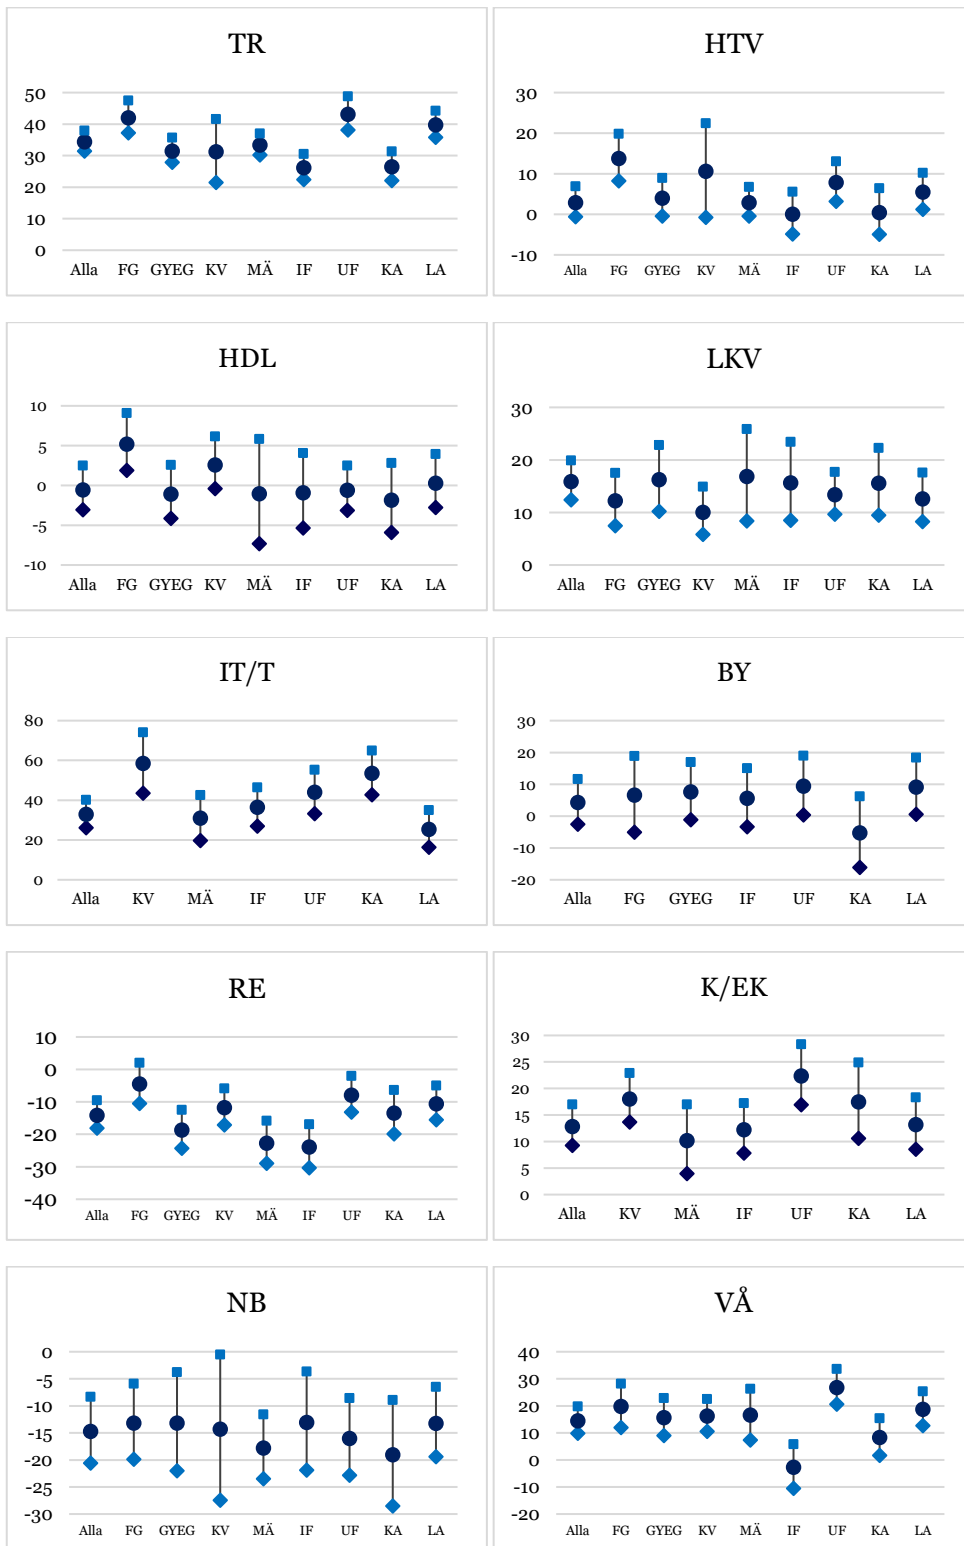 TR
50
40
30
20
10
0
Alla FG GYEG KV MÄ IF UF KA LA
HTV
30
20
10
0
-10
Alla FG GYEG KV MÄ IF UF KA LA
HDL
10
5
0
-5
-10
Alla FG GYEG KV MÄ IF UF KA LA
LKV
30
20
10
0
Alla FG GYEG KV MÄ IF UF KA LA
IT/T
80
60
40
20
0
Alla KV MÄ IF UF KA LA
BY
30
20
10
0
-10
-20
Alla FG GYEG IF UF KA LA
RE
10
0
-10
-20
-30
-40
Alla FG GYEG KV MÄ IF UF KA LA
K/EK
30
25
20
15
10
5
0
Alla KV MÄ IF UF KA LA
NB
0
-5
-10
-15
-20
-25
-30
Alla FG GYEG KV MÄ IF UF KA LA
VÅ
40
30
20
10
0
-10
-20
Alla FG GYEG KV MÄ IF UF KA LA